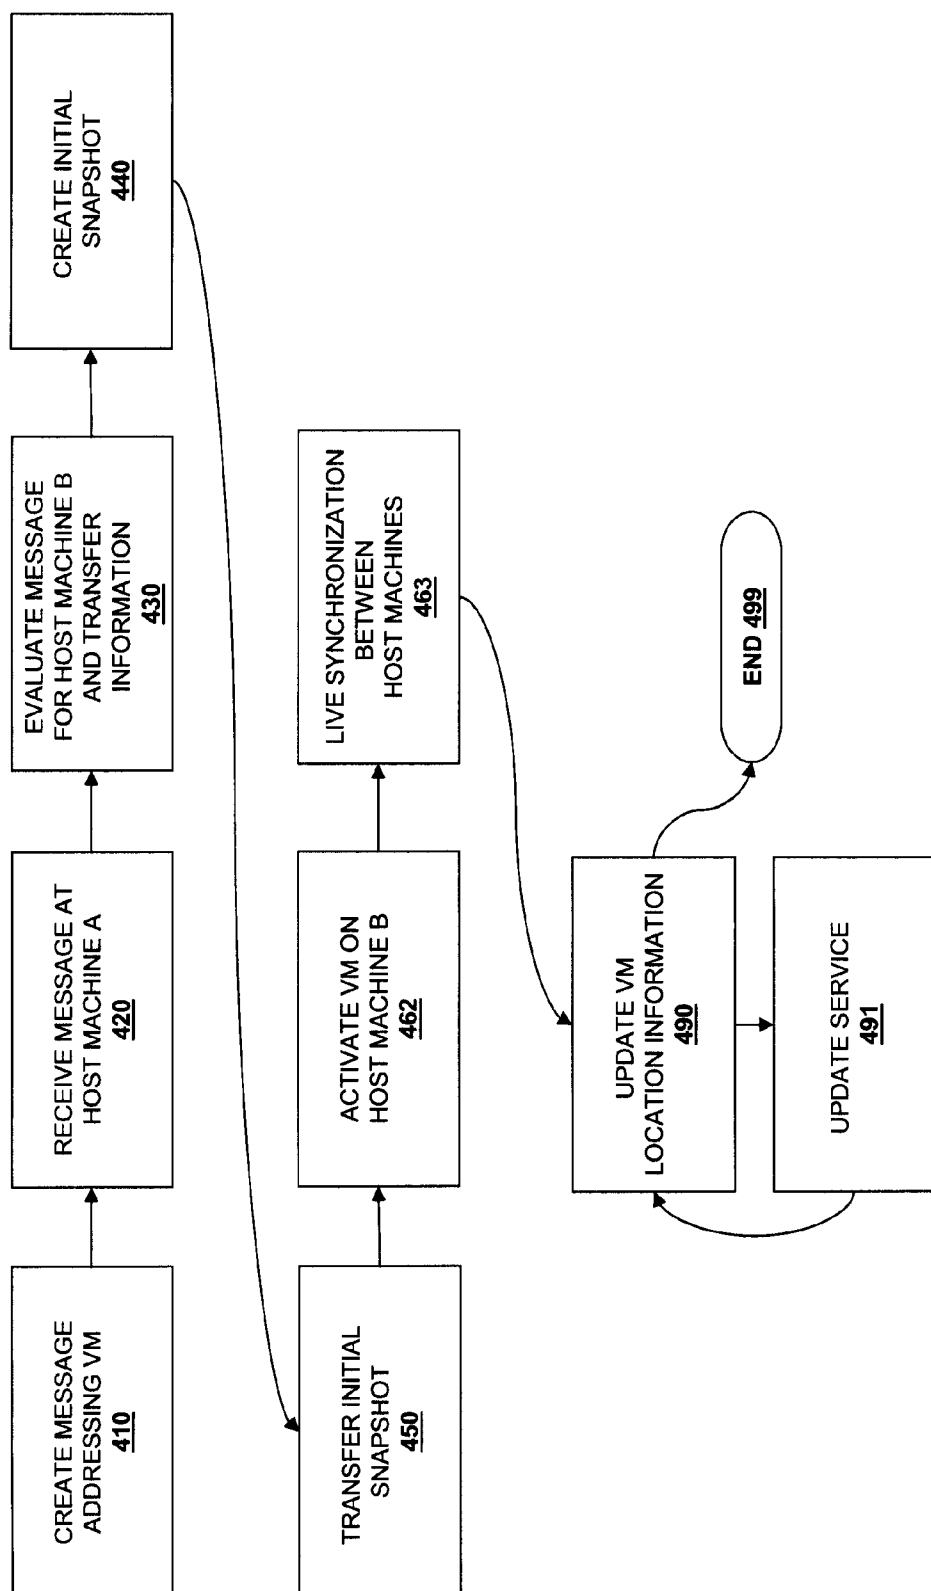 CREATE MESSAGE
ADDRESSING VM
410
RECEIVE MESSAGE AT
HOST MACHINE A
420
EVALUATE MESSAGE
FOR HOST MACHINE B
AND TRANSFER
INFORMATION
430
CREATE INITIAL
SNAPSHOT
440
TRANSFER INITIAL
SNAPSHOT
450
ACTIVATE VM ON
HOST MACHINE B
462
LIVE SYNCHRONIZATION
BETWEEN
HOST MACHINES
463
UPDATE VM
LOCATION INFORMATION
490
UPDATE SERVICE
491
END 499